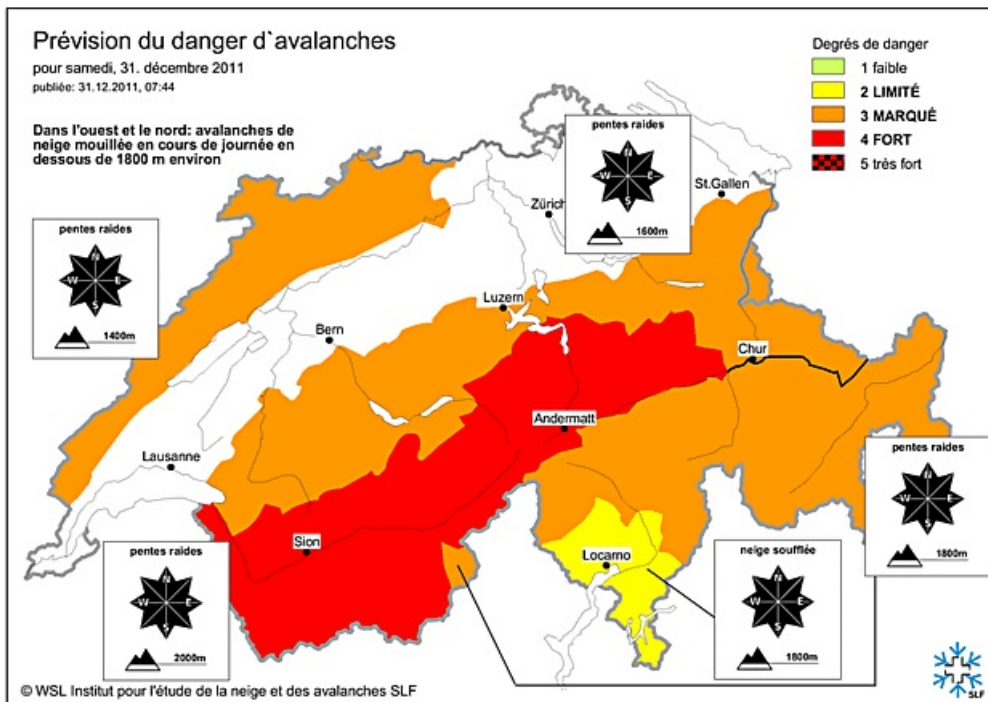 Prévision du danger d`avalanches
pour samedi, 31. décembre 2011
publiée: 31.12.2011, 07:44
Dans l'ouest et le nord: avalanches de
neige mouillée en cours de journée en
dessous de 1800 m environ
Degrés de danger
1 faible
2 LIMITÉ
3 MARQUÉ
4 FORT
5 trés fort
pentes raides
N
W E
S
1600m
St.Gallen
Zürich
pentes raides
N
W E
S
1400m
Luzern
Bern
Chur
Andermatt
Lausanne
pentes raides
N
W E
S
1800m
Sion
Locarno
pentes raides
N
W E
S
2000m
neige soufflée
N
W E
S
1800m
© WSL Institut pour l'étude de la neige et des avalanches SLF
SLF